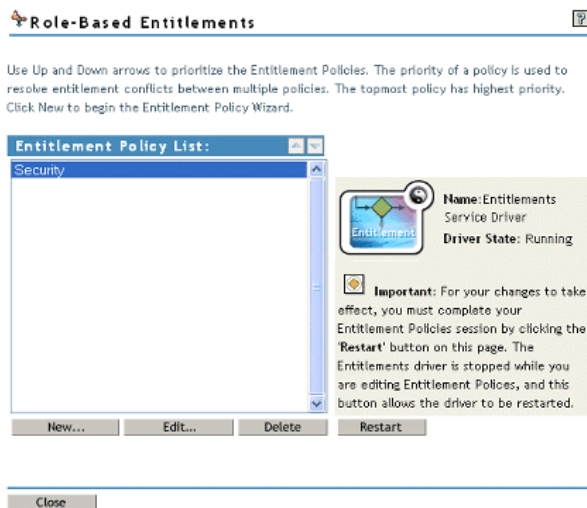 Role-Based Entitlements
?
Use Up and Down arrows to prioritize the Entitlement Policies. The priority of a policy is used to
resolve entitlement conflicts between multiple policies. The topmost policy has highest priority.
Click New to begin the Entitlement Policy Wizard.
Entitlement Policy List:
Security
Entitlement
Name:Entitlements
Service Driver
Driver State: Running
Important: For your changes to take
effect, you must complete your
Entitlement Policies session by clicking the
'Restart' button on this page. The
Entitlements driver is stopped while you
are editing Entitlement Polices, and this
button allows the driver to be restarted.
New... Edit... Delete Restart
Close